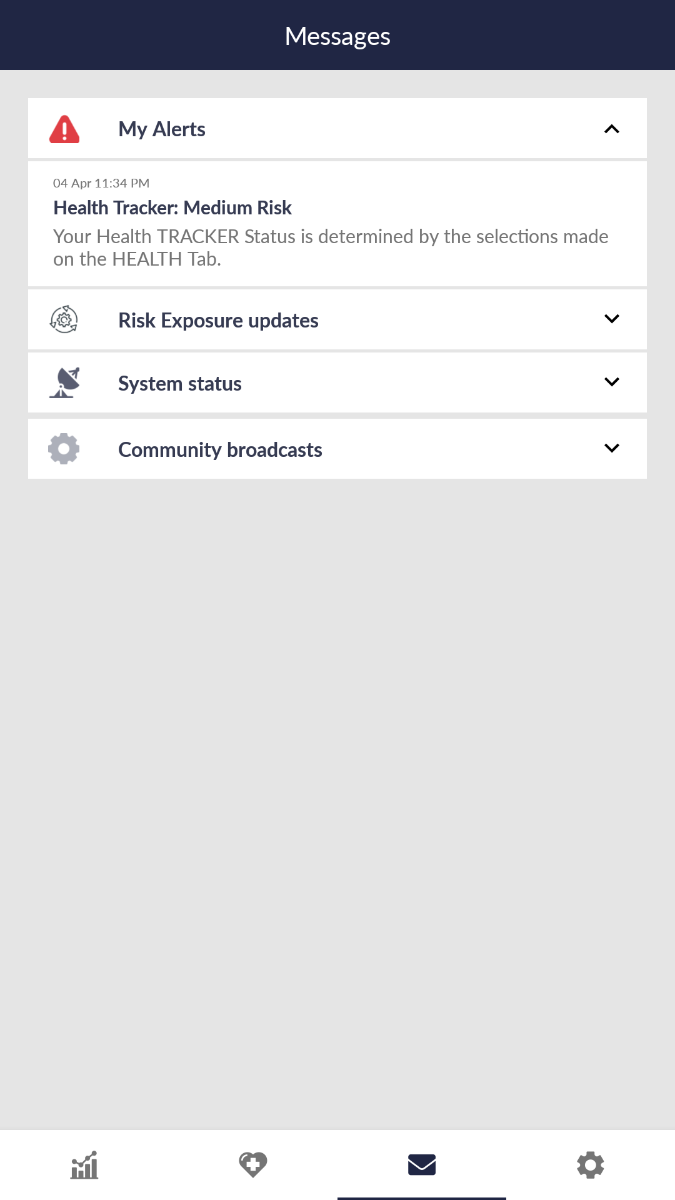 Messages
My Alerts
04 Apr 11:34 PM
Health Tracker: Medium Risk
Your Health TRACKER Status is determined by the selections made
on the HEALTH Tab.
Risk Exposure updates
System status
Community broadcasts